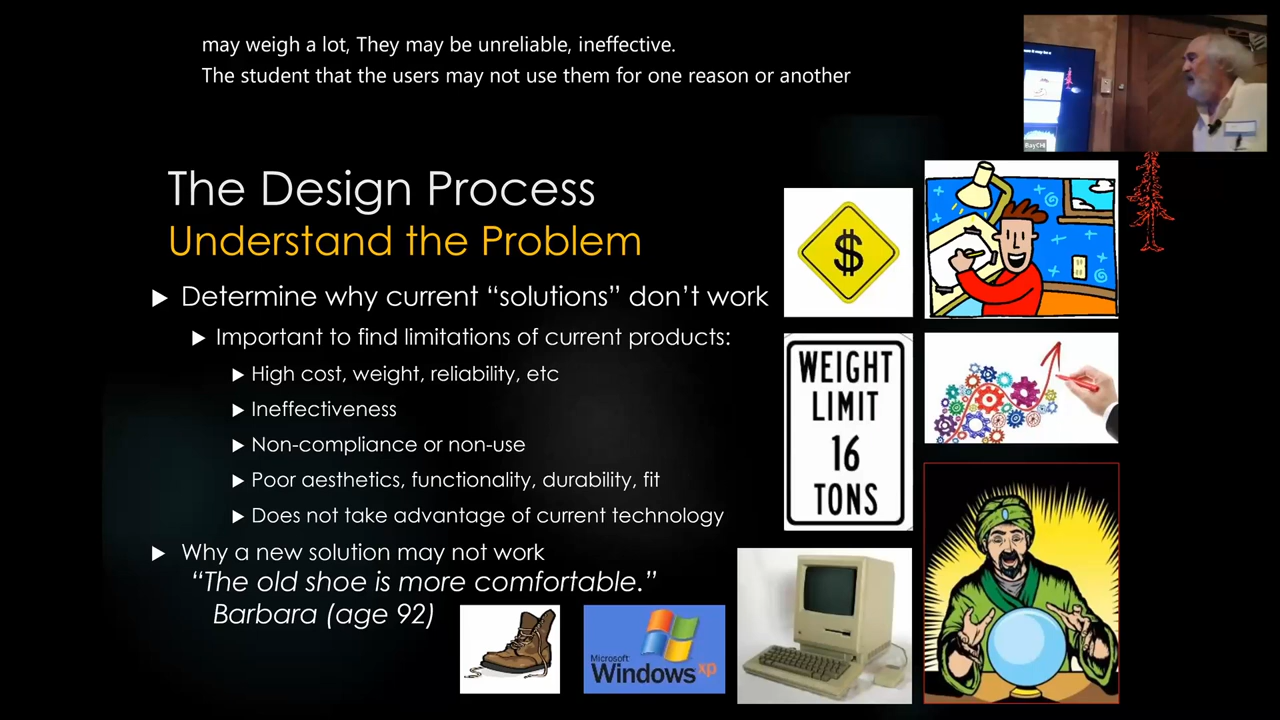 may weigh a lot, They may be unreliable, ineffective.
The student that the users may not use them for one reason or another
BayCHI
The Design Process
Understand the Problem
Determine why current “solutions” don’t work
Important to find limitations of current products:
High cost, weight, reliability, etc
Ineffectiveness
Non-compliance or non-use
Poor aesthetics, functionality, durability, fit
Does not take advantage of current technology
Why a new solution may not work
“The old shoe is more comfortable.”
Barbara (age 92)
$
WEIGHT
LIMIT
16
TONS
Microsoft
Windows xp